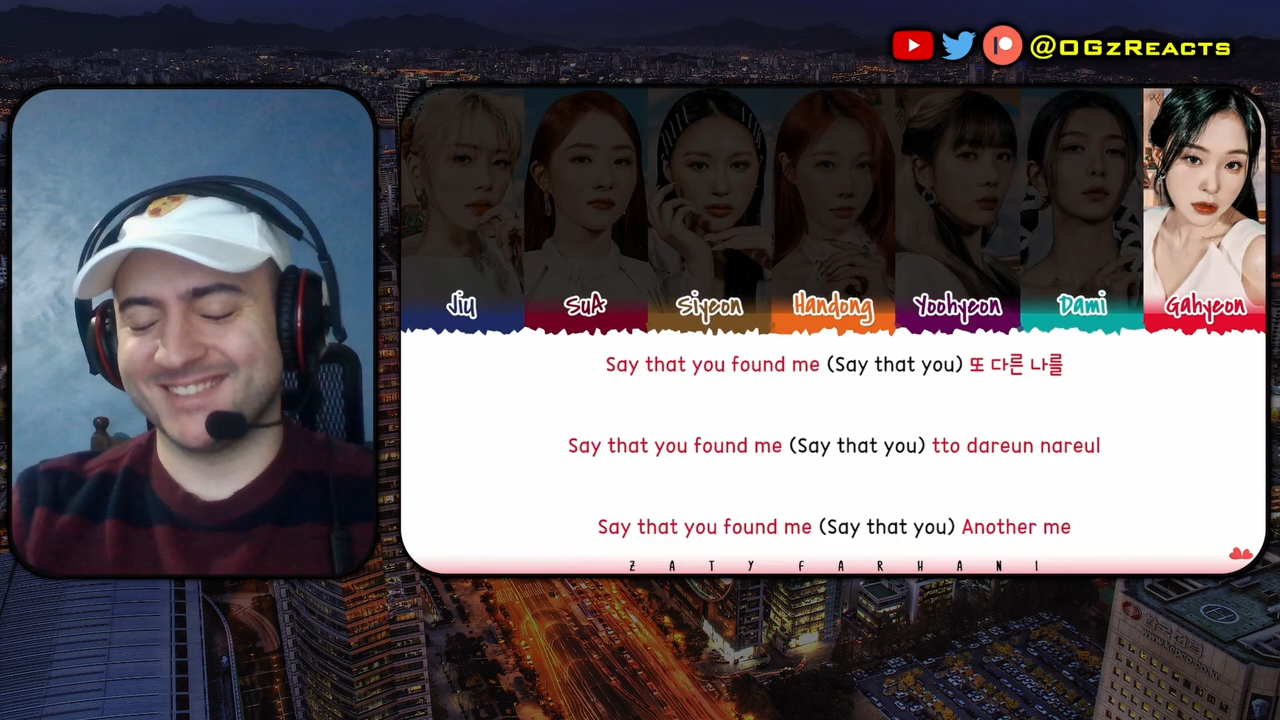 @OGzReacts
Jiu SuA Siyeon Handong Yoohyeon Dami Gahyeon
Say that you found me (Say that you) 또 다른 나를
Say that you found me (Say that you) tto dareun nareul
Say that you found me (Say that you) Another me
ZATY FARHANI